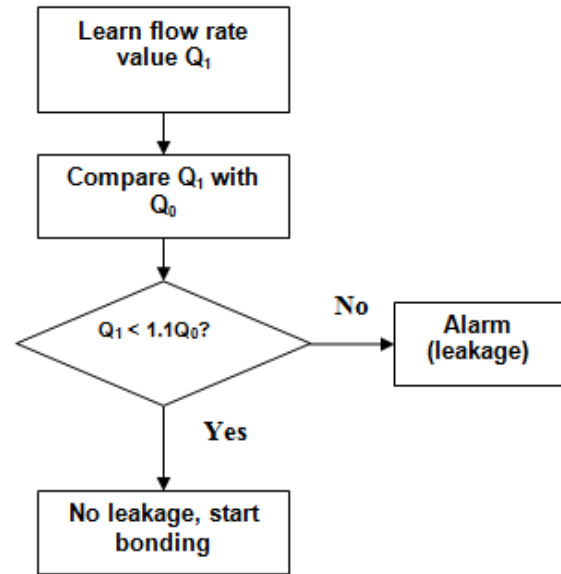 Learn flow rate
value Q₁
Compare Q₁ with
Q₀
Q₁ < 1.1Q₀?
No
Alarm
(leakage)
Yes
No leakage, start
bonding